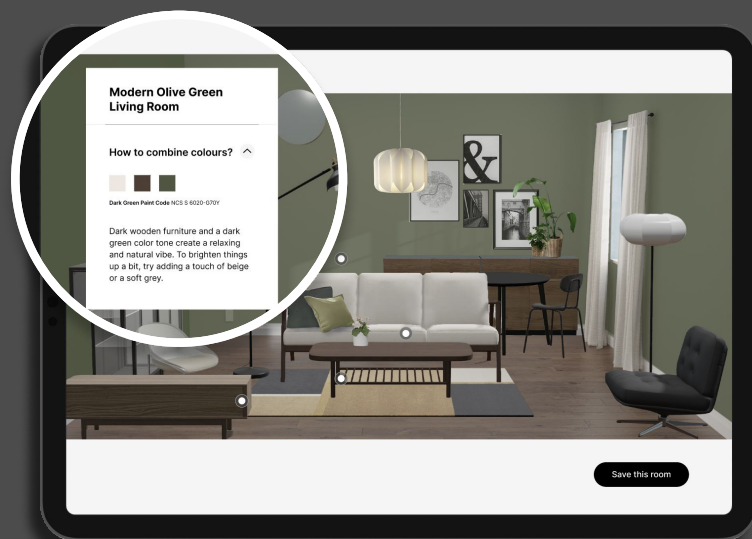 Modern Olive Green
Living Room
How to combine colours?
Dark Green Paint Code NCS S 6020-G70Y
Dark wooden furniture and a dark
green color tone create a relaxing
and natural vibe. To brighten things
up a bit, try adding a touch of beige
or a soft grey.
&
Save this room